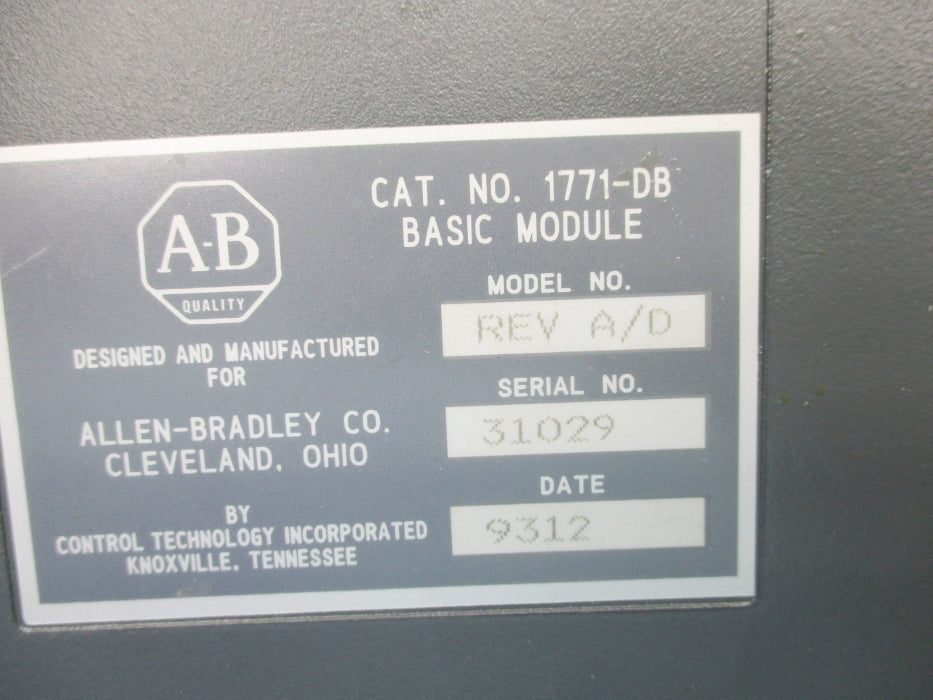 A-B
QUALITY
DESIGNED AND MANUFACTURED
FOR
ALLEN-BRADLEY CO.
CLEVELAND, OHIO
BY
CONTROL TECHNOLOGY INCORPORATED
KNOXVILLE, TENNESSEE
CAT. NO. 1771-DB
BASIC MODULE
MODEL NO.
REV A/D
SERIAL NO.
31029
DATE
9312